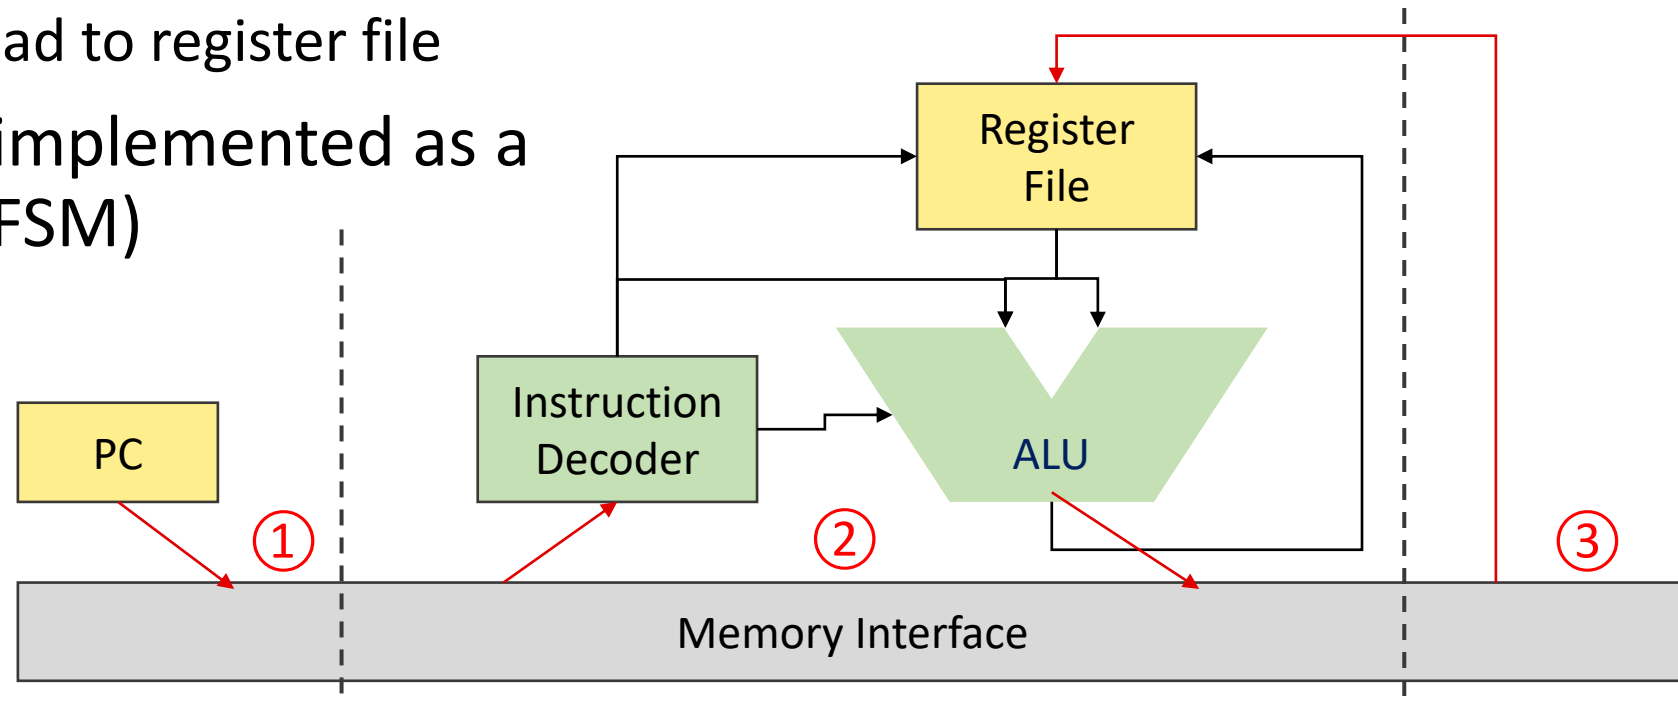 ad to register file
implemented as a
FSM)
Register
File
Instruction
Decoder
PC
ALU
①
②
③
Memory Interface